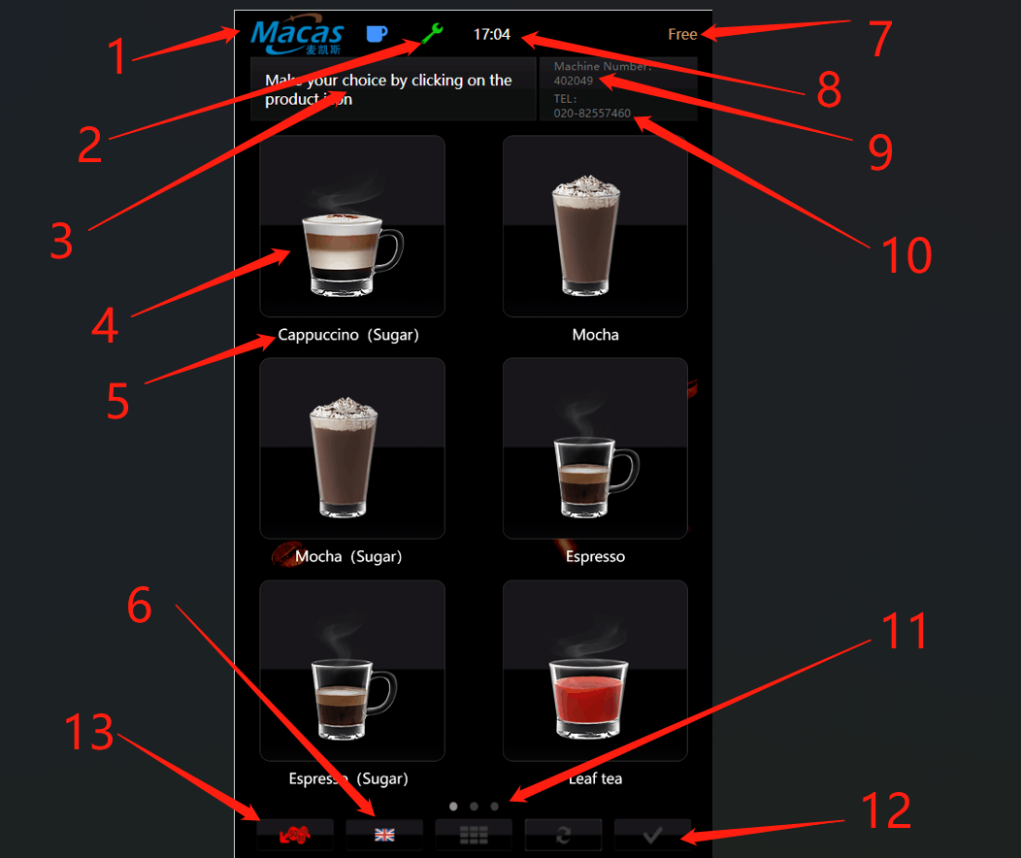 1
Macas
麦凯斯
17:04
Free
7
2
Make your choice by clicking on the
product icon
Machine Number:
402049
TEL:
020-82557460
8
9
3
10
4
Cappuccino（Sugar）
Mocha
5
Mocha（Sugar）
Espresso
6
11
13
Espresso（Sugar）
Leaf tea
12